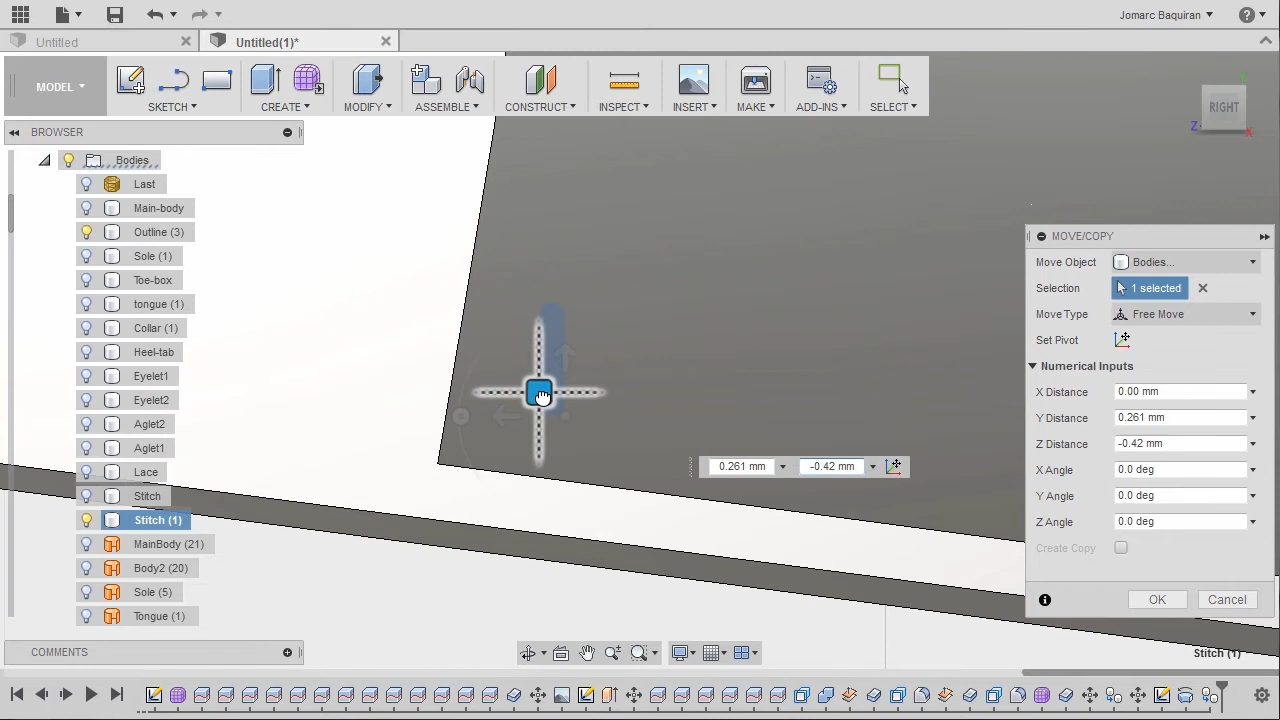 Jomarc Baquiran
Untitled
Untitled(1)*
MODEL
SKETCH
CREATE
MODIFY
ASSEMBLE
CONSTRUCT
INSPECT
INSERT
MAKE
ADD-INS
SELECT
RIGHT
Z
X
BROWSER
Bodies
Last
Main-body
Outline (3)
Sole (1)
Toe-box
tongue (1)
Collar (1)
Heel-tab
Eyelet1
Eyelet2
Aglet2
Aglet1
Lace
Stitch
Stitch (1)
MainBody (21)
Body2 (20)
Sole (5)
Tongue (1)
0.261 mm
-0.42 mm
MOVE/COPY
Move Object Bodies...
Selection 1 selected
Move Type Free Move
Set Pivot
Numerical Inputs
X Distance 0.00 mm
Y Distance 0.261 mm
Z Distance -0.42 mm
X Angle 0.0 deg
Y Angle 0.0 deg
Z Angle 0.0 deg
Create Copy
OK Cancel
COMMENTS
Stitch (1)